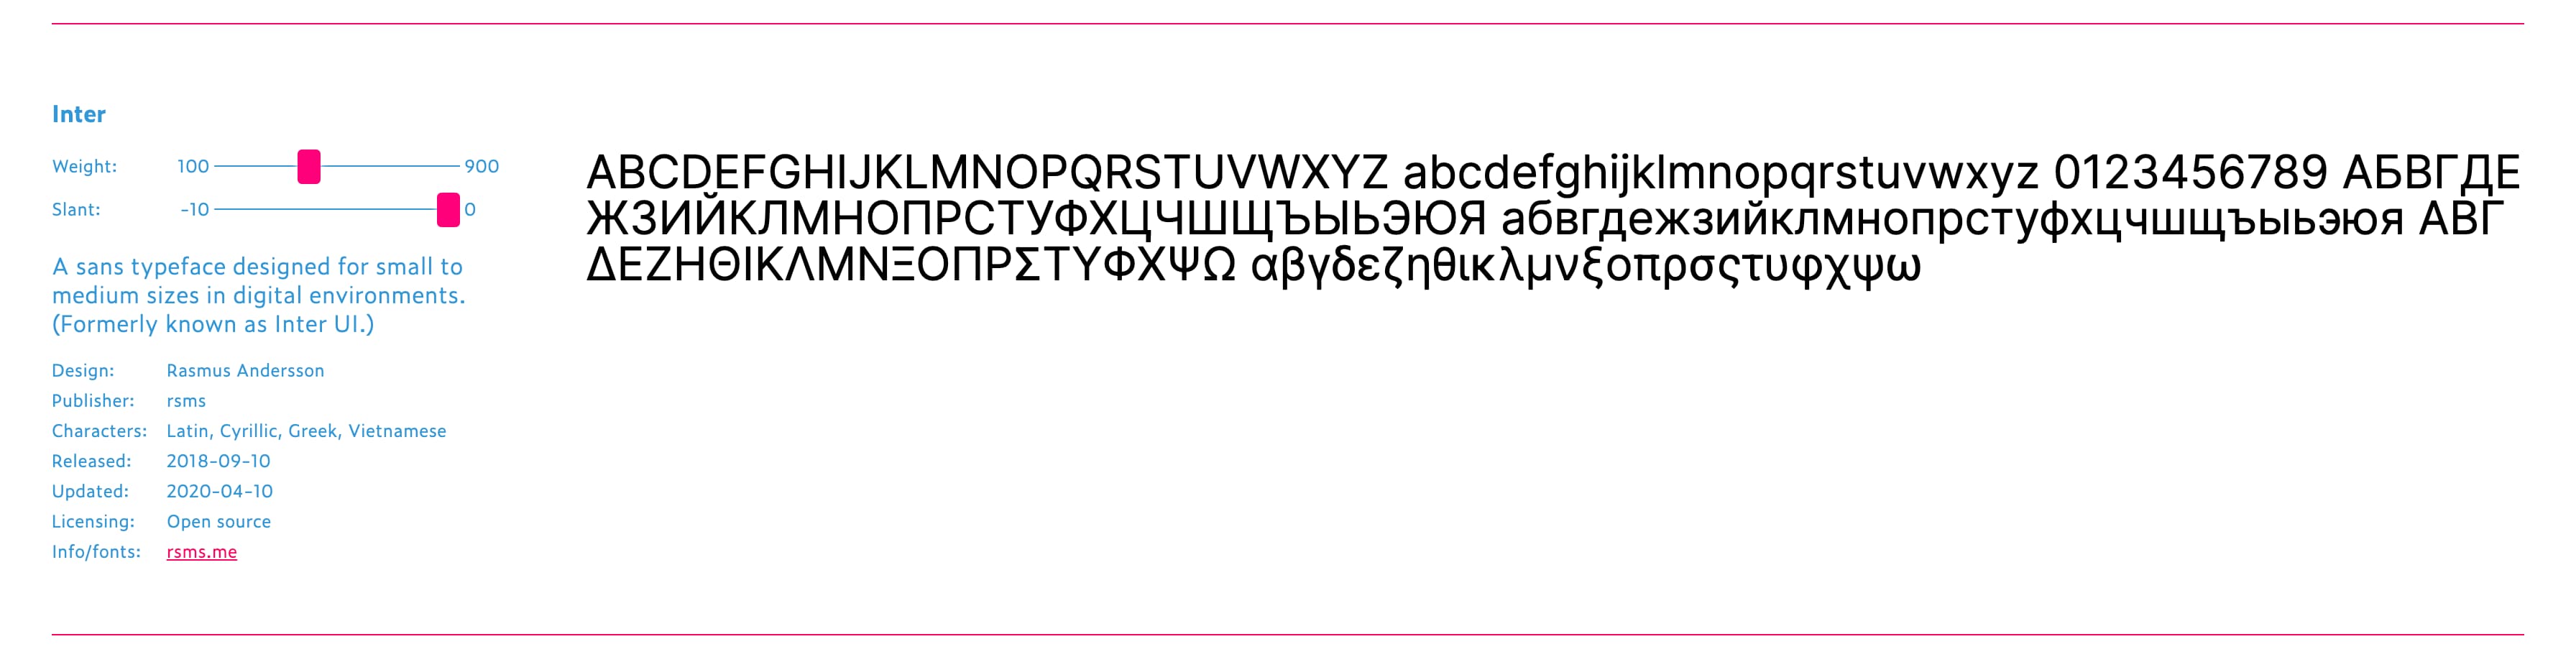 Inter
Weight: 100 900
Slant: -10 0
A sans typeface designed for small to
medium sizes in digital environments.
(Formerly known as Inter UI.)
Design: Rasmus Andersson
Publisher: rsms
Characters: Latin, Cyrillic, Greek, Vietnamese
Released: 2018-09-10
Updated: 2020-04-10
Licensing: Open source
Info/fonts: rsms.me
ABCDEFGHIJKLMNOPQRSTUVWXYZ abcdefghijklmnopqrstuvwxyz 0123456789 АБВГДЕ
ЖЗИЙКЛМНОПРСТУФХЦЧШЩЪЫЬЭЮЯ абвгдежзийклмнопрстуфхцчшщъыьэюя ΑΒΓ
ΔΕΖΗΘΙΚΛΜΝΞΟΠΡΣΤΥΦΧΨΩ αβγδεζηθικλμνξοπρσςτυφχψω